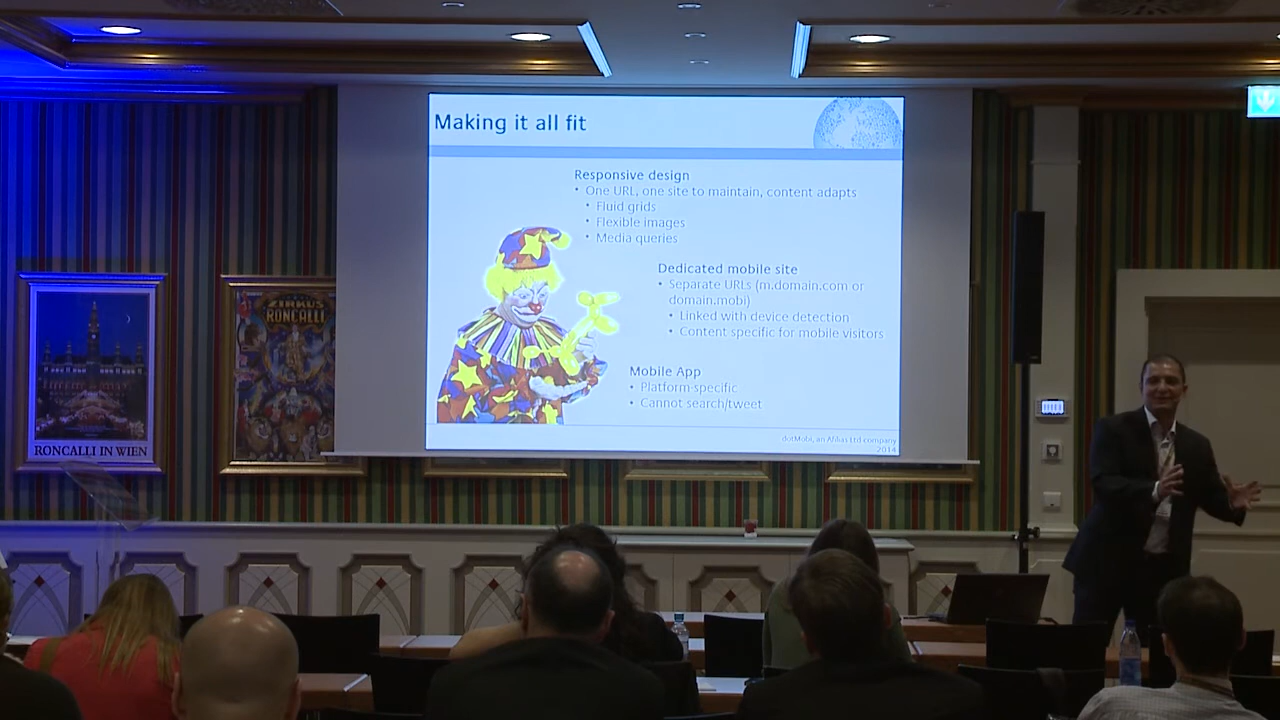 Making it all fit
Responsive design
• One URL, one site to maintain, content adapts
• Fluid grids
• Flexible images
• Media queries
Dedicated mobile site
• Separate URLs (m.domain.com or
domain.mobi)
• Linked with device detection
• Content specific for mobile visitors
Mobile App
• Platform-specific
• Cannot search/tweet
dotMobi, an Afilias Ltd company
2014
RONCALLI IN WIEN
ZIRKUS
RONCALLI